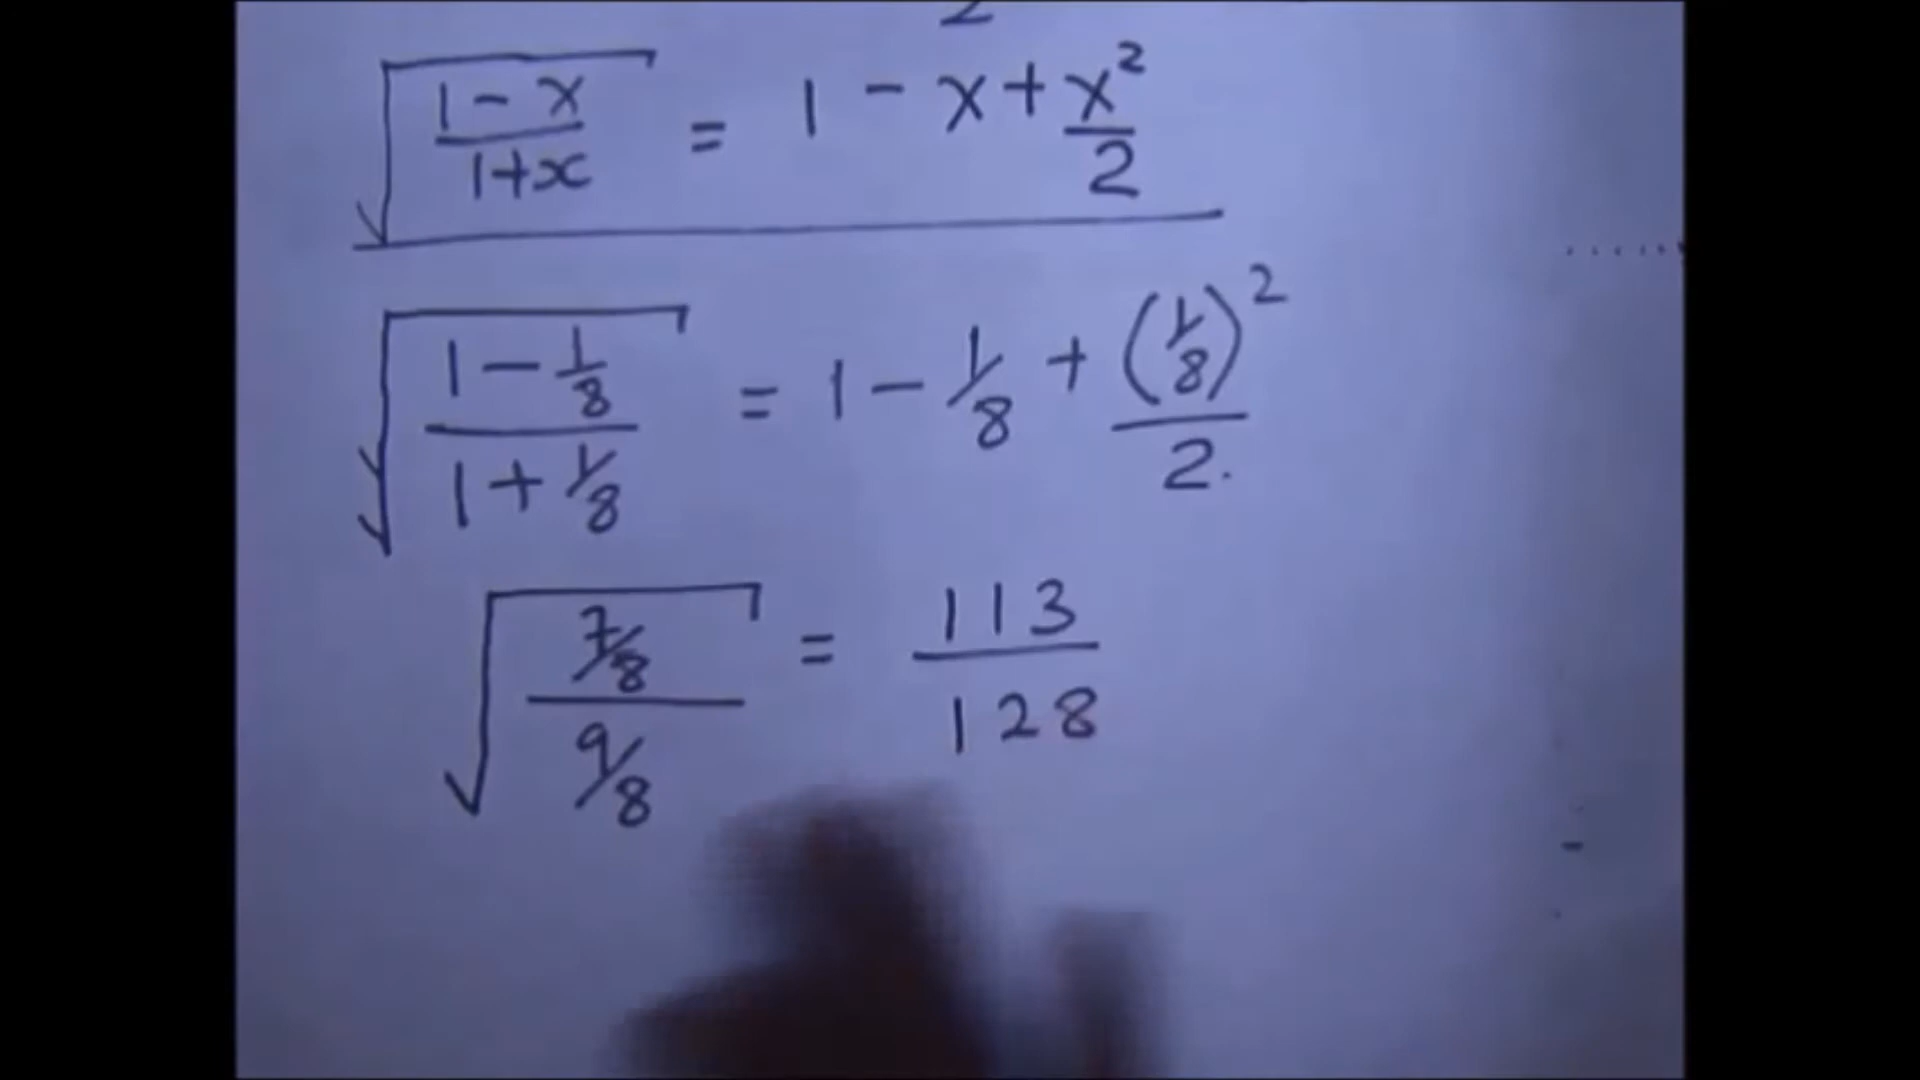 √((1 - x)/(1+x)) = 1 - x + x²/2
√((1 - 1/8)/(1 + 1/8)) = 1 - 1/8 + (1/8)²/2.
√((7/8)/(9/8)) = 113/128